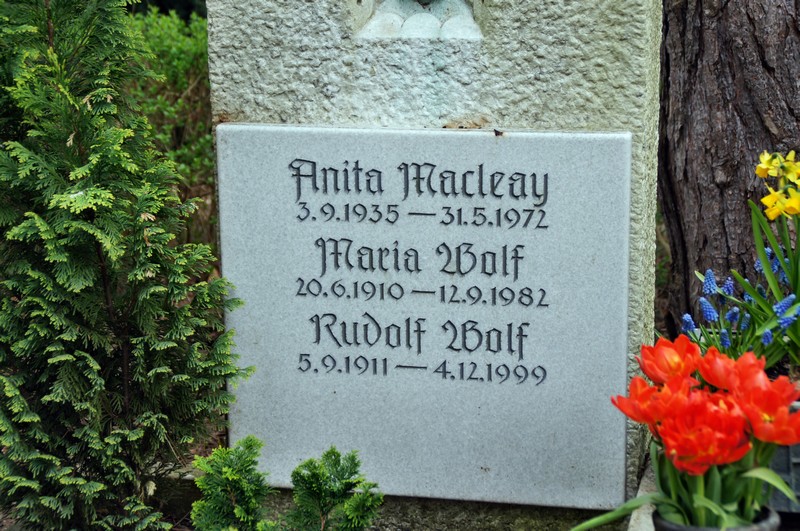 Anita Macleay
3.9.1935 — 31.5.1972
Maria Wolf
20.6.1910 — 12.9.1982
Rudolf Wolf
5.9.1911 — 4.12.1999